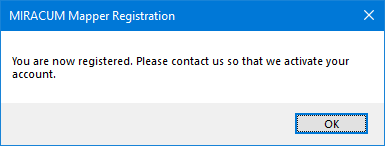 MIRACUM Mapper Registration
You are now registered. Please contact us so that we activate your
account.
OK